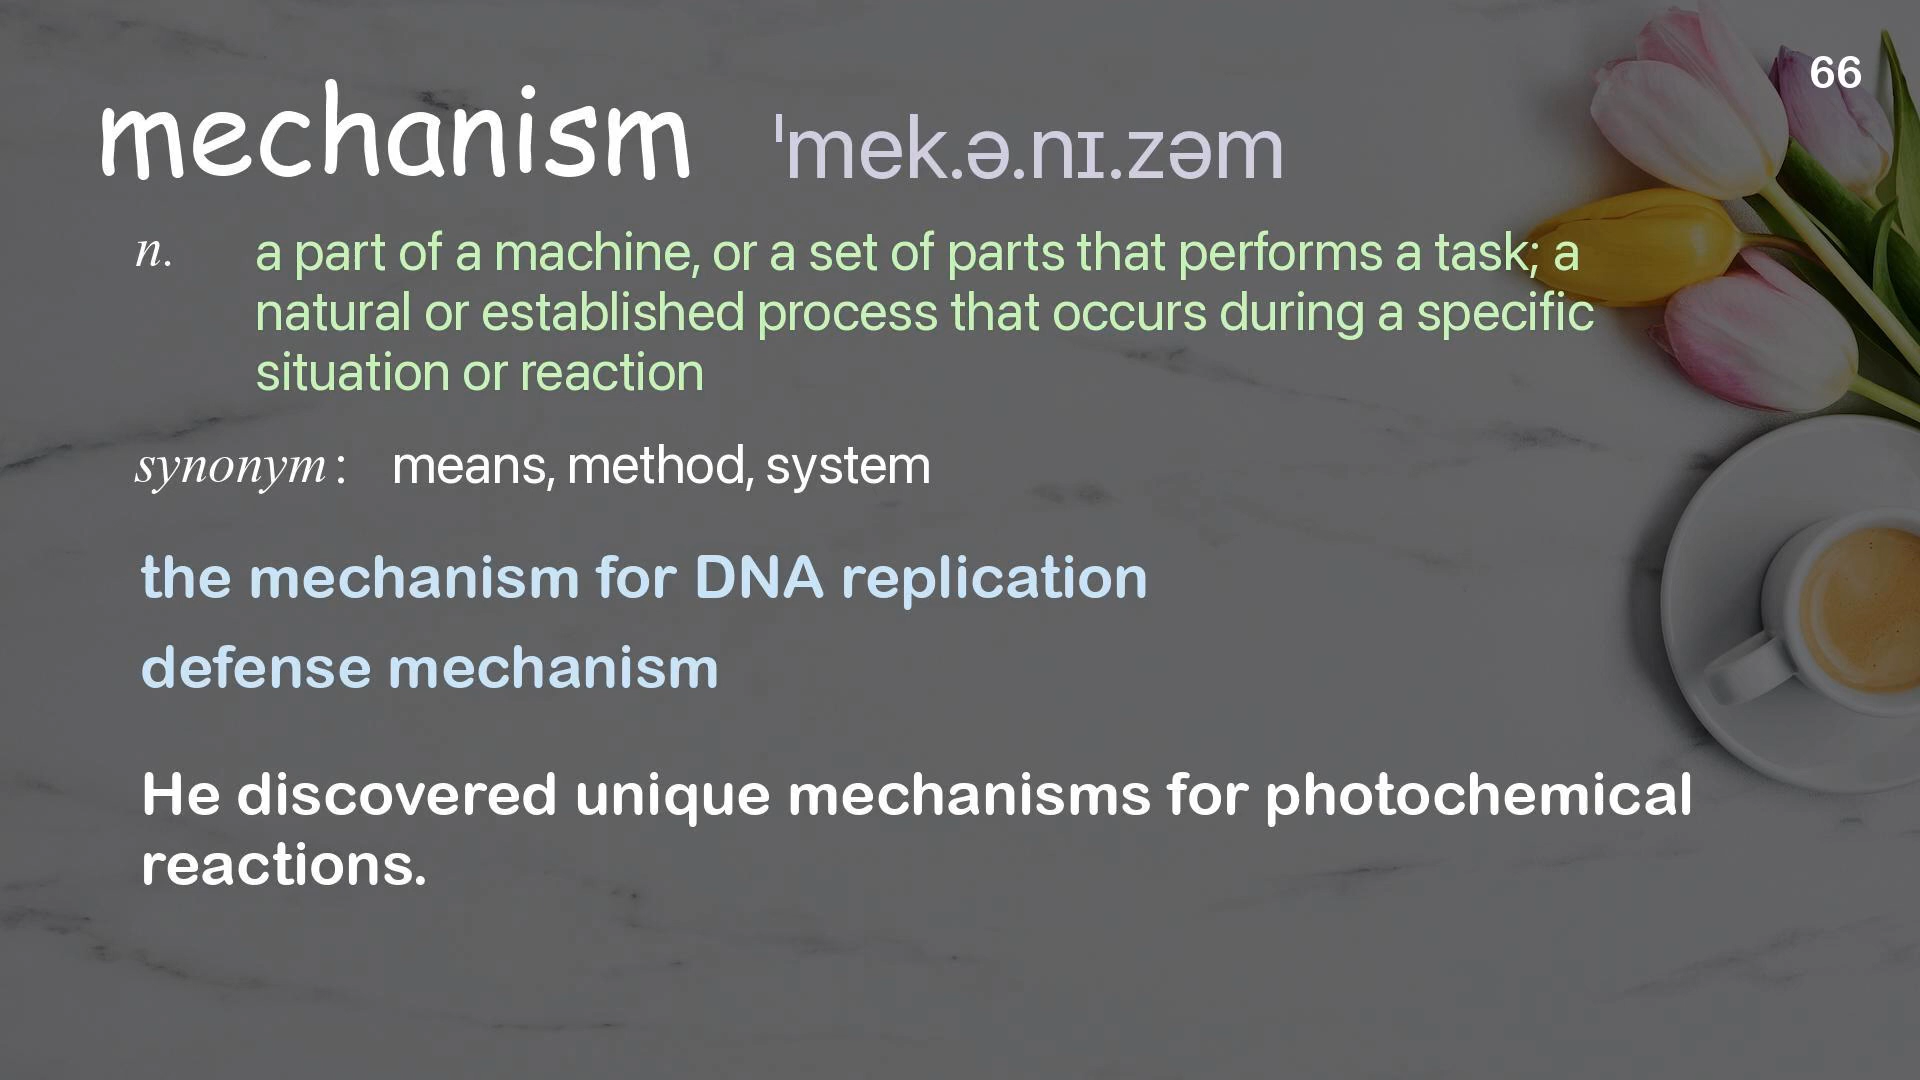 66
mechanism ˈmek.ə.nɪ.zəm
n. a part of a machine, or a set of parts that performs a task; a
natural or established process that occurs during a specific
situation or reaction
synonym : means, method, system
the mechanism for DNA replication
defense mechanism
He discovered unique mechanisms for photochemical
reactions.